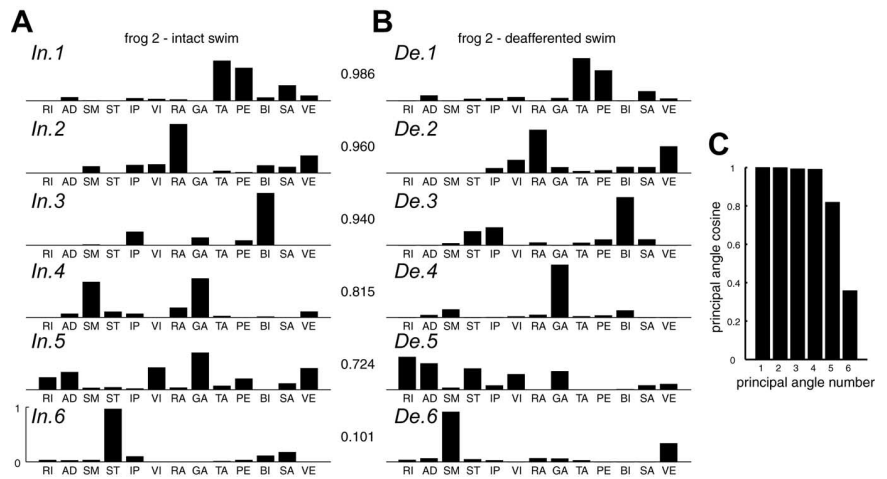 A
frog 2 - intact swim
In.1
RI AD SM ST IP VI RA GA TA PE BI SA VE
In.2
RI AD SM ST IP VI RA GA TA PE BI SA VE
In.3
RI AD SM ST IP VI RA GA TA PE BI SA VE
In.4
RI AD SM ST IP VI RA GA TA PE BI SA VE
In.5
RI AD SM ST IP VI RA GA TA PE BI SA VE
1
In.6
0
RI AD SM ST IP VI RA GA TA PE BI SA VE
0.986
0.960
0.940
0.815
0.724
0.101
B
frog 2 - deafferented swim
De.1
RI AD SM ST IP VI RA GA TA PE BI SA VE
De.2
RI AD SM ST IP VI RA GA TA PE BI SA VE
De.3
RI AD SM ST IP VI RA GA TA PE BI SA VE
De.4
RI AD SM ST IP VI RA GA TA PE BI SA VE
De.5
RI AD SM ST IP VI RA GA TA PE BI SA VE
De.6
RI AD SM ST IP VI RA GA TA PE BI SA VE
C
principal angle cosine
1
0.8
0.6
0.4
0.2
0
1 2 3 4 5 6
principal angle number